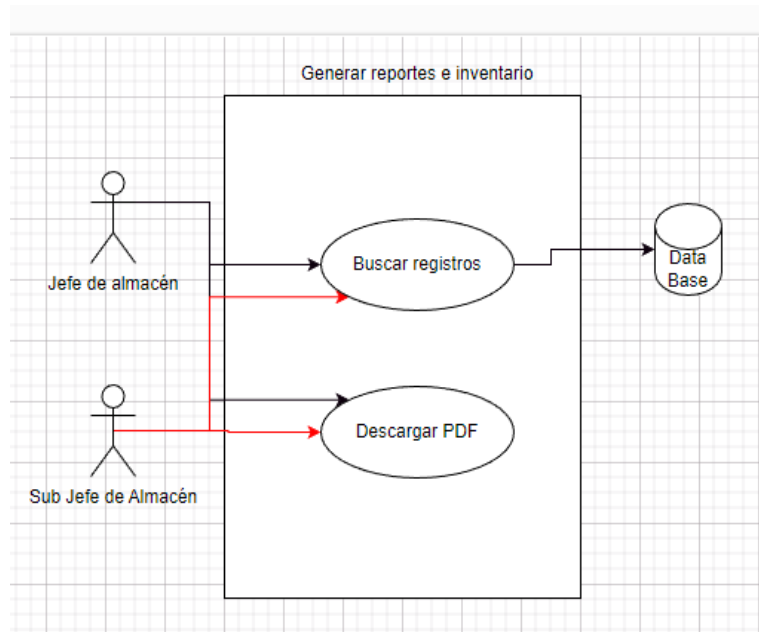 Generar reportes e inventario
Jefe de almacén
Buscar registros
Data
Base
Descargar PDF
Sub Jefe de Almacén